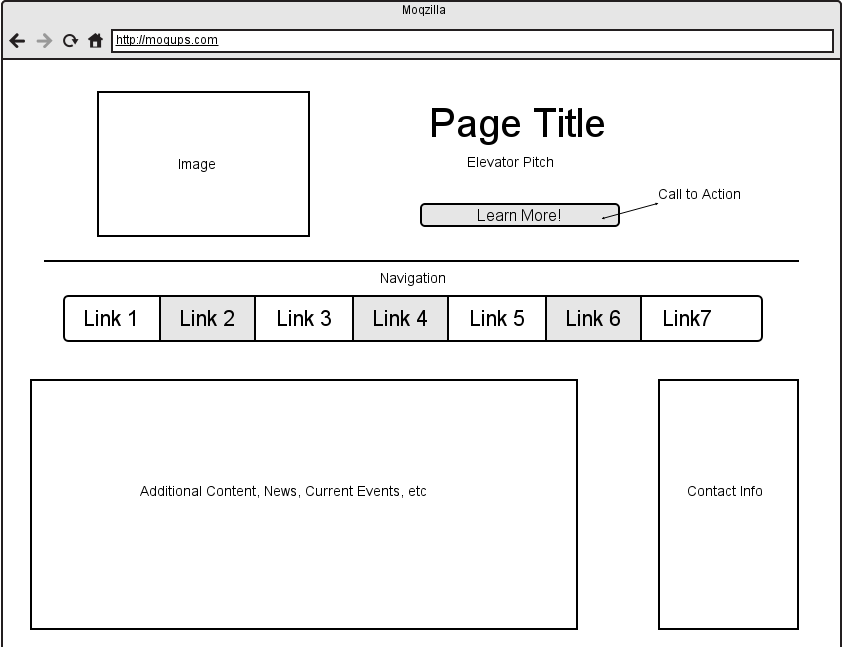 Moqzilla
http://moqups.com
Page Title
Image
Elevator Pitch
Call to Action
Learn More!
Navigation
Link 1 Link 2 Link 3 Link 4 Link 5 Link 6 Link7
Additional Content, News, Current Events, etc
Contact Info